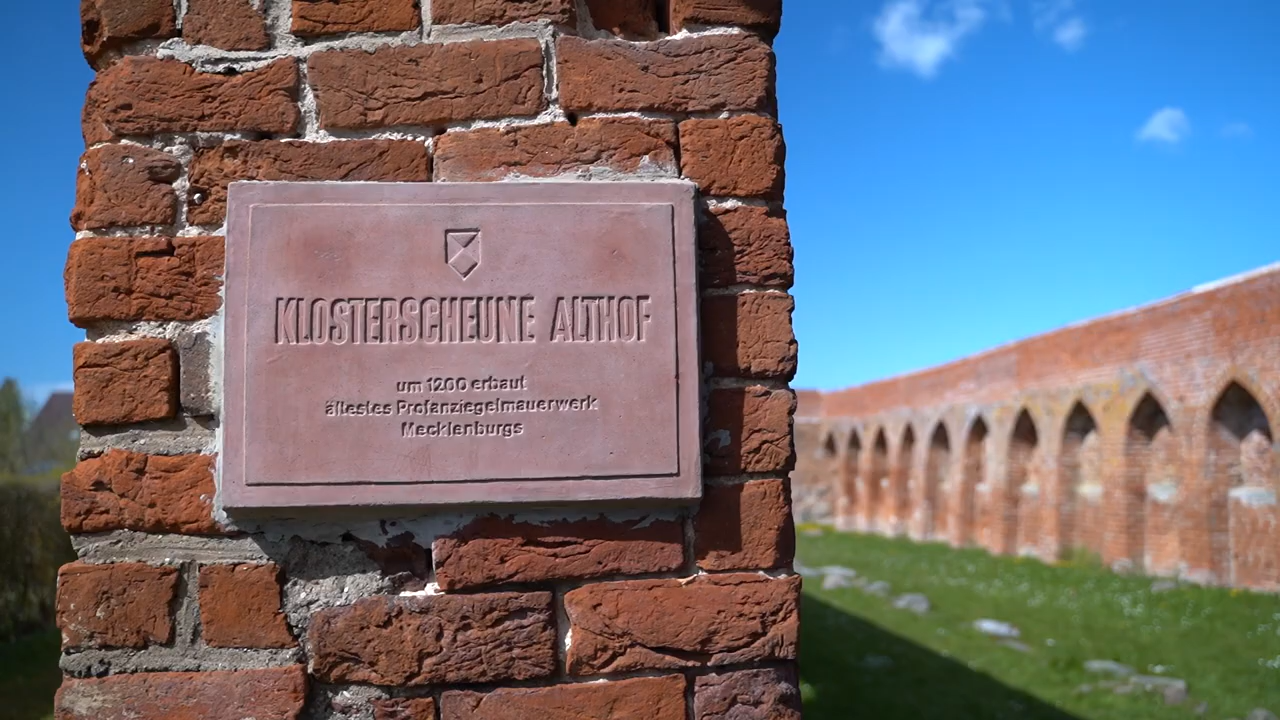 KLOSTERSCHEUNE ALTHOF
um 1200 erbaut
ältestes Profanziegelmauerwerk
Mecklenburgs